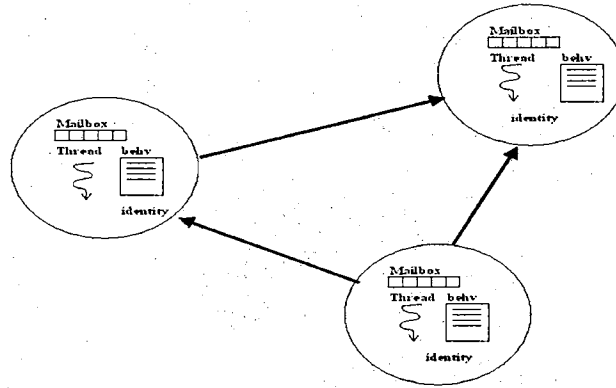 Mailbox
Thread behv
identity
Mailbox
Thread behv
identity
Mailbox
Thread behv
identity